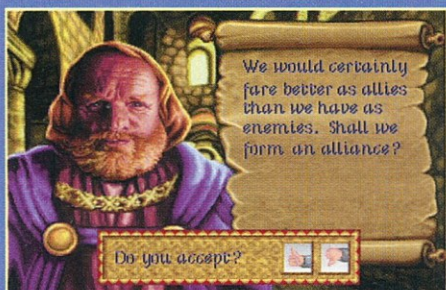 We would certainly
fare better as allies
than we have as
enemies. Shall we
form an alliance?
Do you accept?